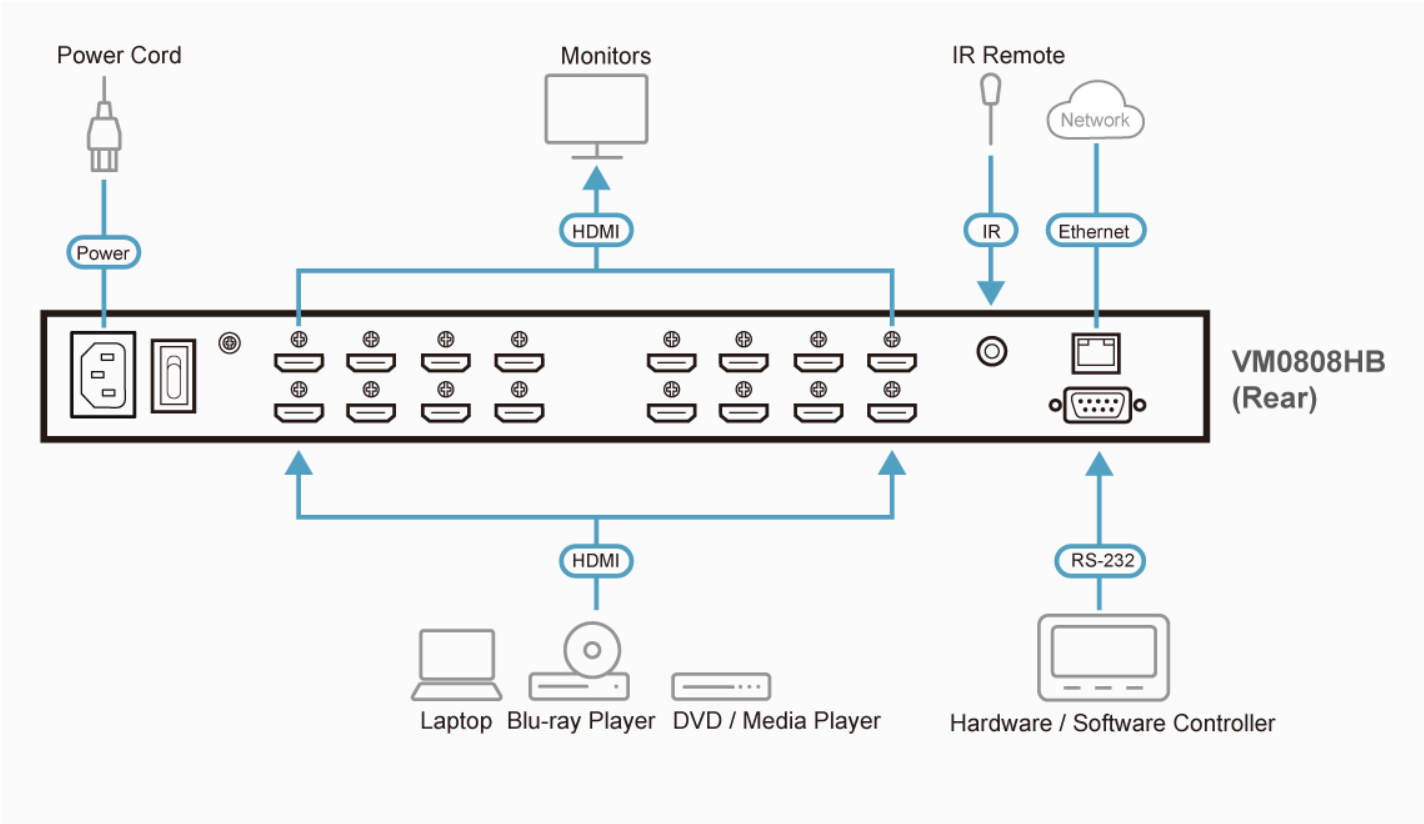 Power Cord
Monitors
IR Remote
Network
Power
HDMI
IR
Ethernet
VM0808HB
(Rear)
HDMI
RS-232
Laptop
Blu-ray Player
DVD / Media Player
Hardware / Software Controller